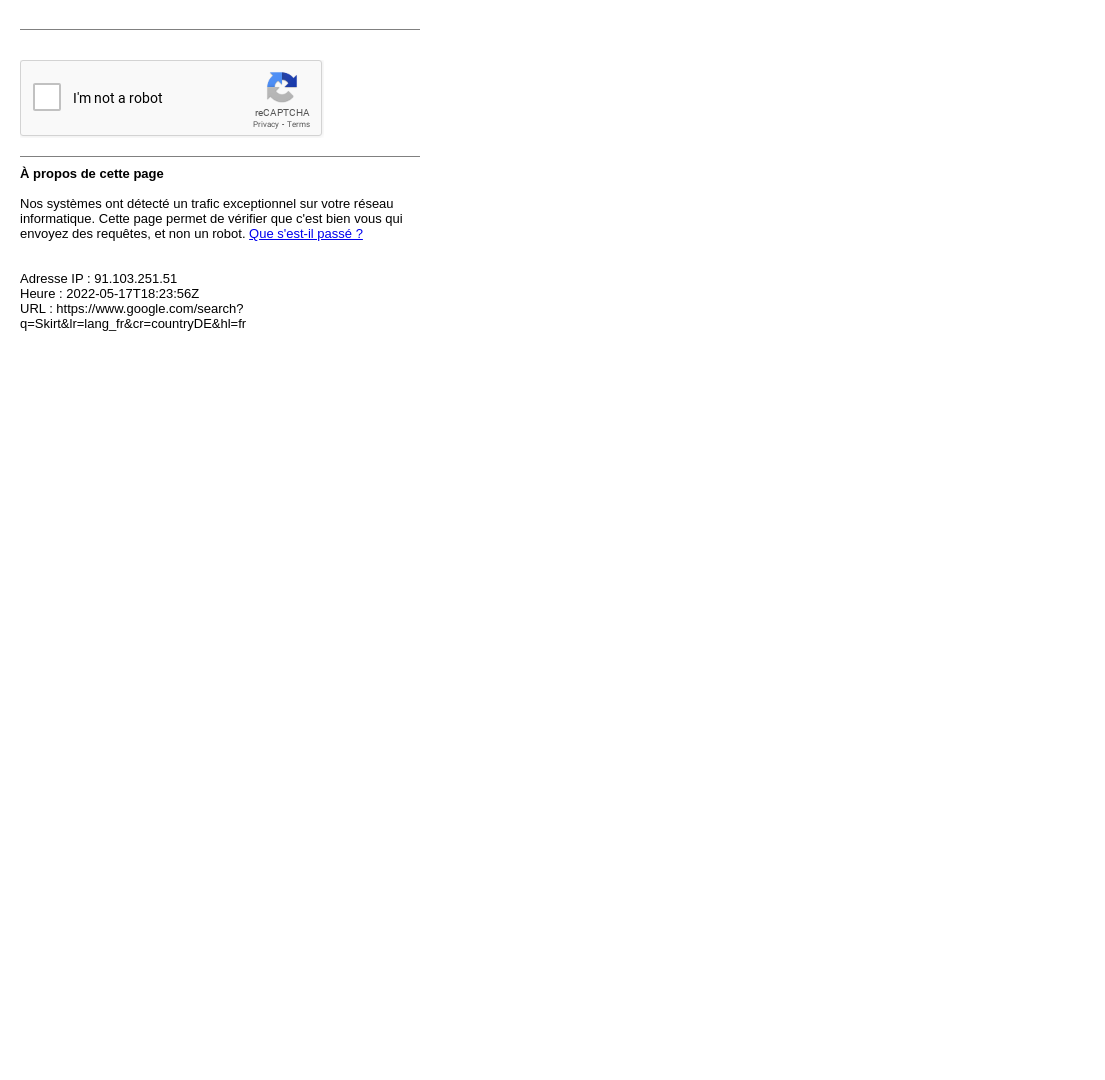 I'm not a robot
reCAPTCHA
Privacy - Terms
À propos de cette page
Nos systèmes ont détecté un trafic exceptionnel sur votre réseau
informatique. Cette page permet de vérifier que c'est bien vous qui
envoyez des requêtes, et non un robot. Que s'est-il passé ?
Adresse IP : 91.103.251.51
Heure : 2022-05-17T18:23:56Z
URL : https://www.google.com/search?
q=Skirt&lr=lang_fr&cr=countryDE&hl=fr